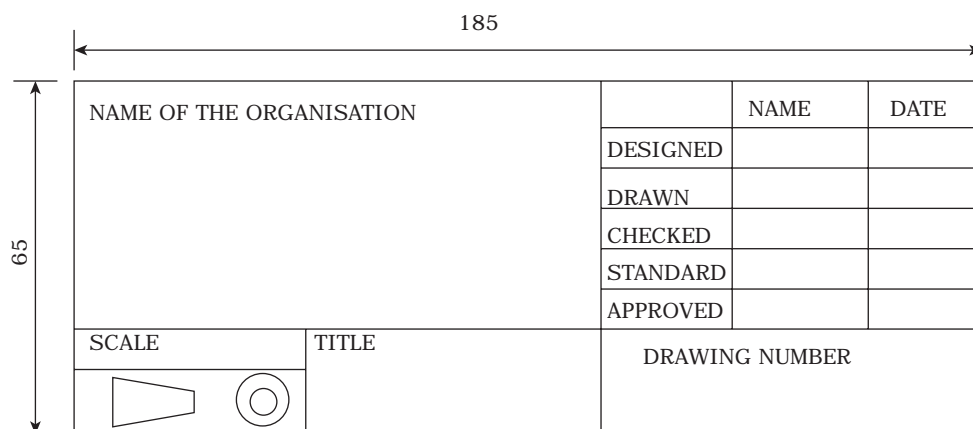 185
65
NAME OF THE ORGANISATION
NAME DATE
DESIGNED
DRAWN
CHECKED
STANDARD
APPROVED
SCALE
TITLE
DRAWING NUMBER